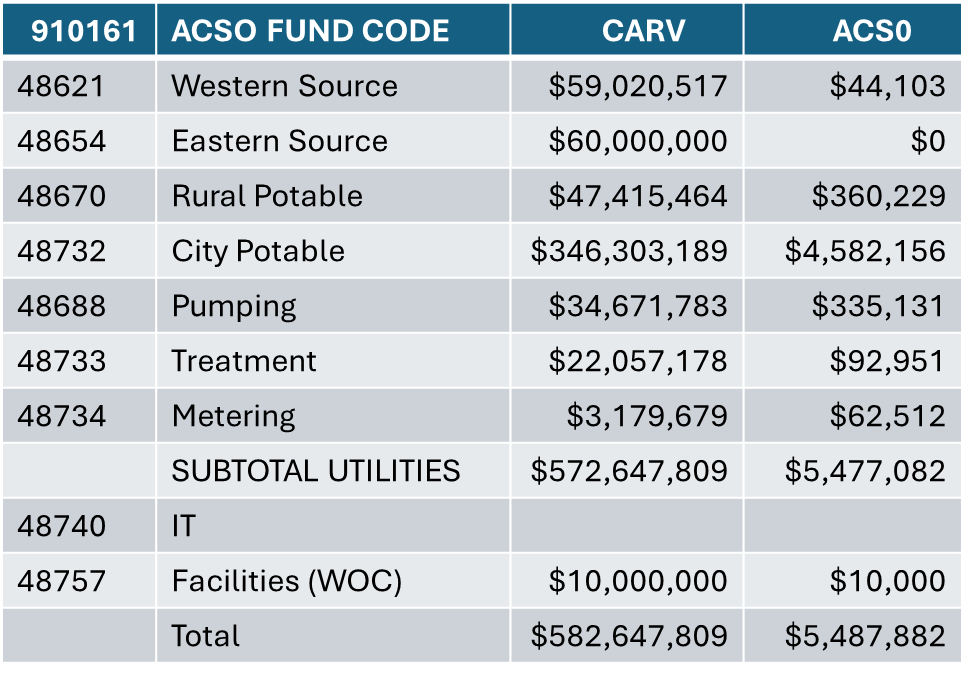 910161 ACSO FUND CODE CARV ACS0
48621 Western Source $59,020,517 $44,103
48654 Eastern Source $60,000,000 $0
48670 Rural Potable $47,415,464 $360,229
48732 City Potable $346,303,189 $4,582,156
48688 Pumping $34,671,783 $335,131
48733 Treatment $22,057,178 $92,951
48734 Metering $3,179,679 $62,512
SUBTOTAL UTILITIES $572,647,809 $5,477,082
48740 IT
48757 Facilities (WOC) $10,000,000 $10,000
Total $582,647,809 $5,487,882